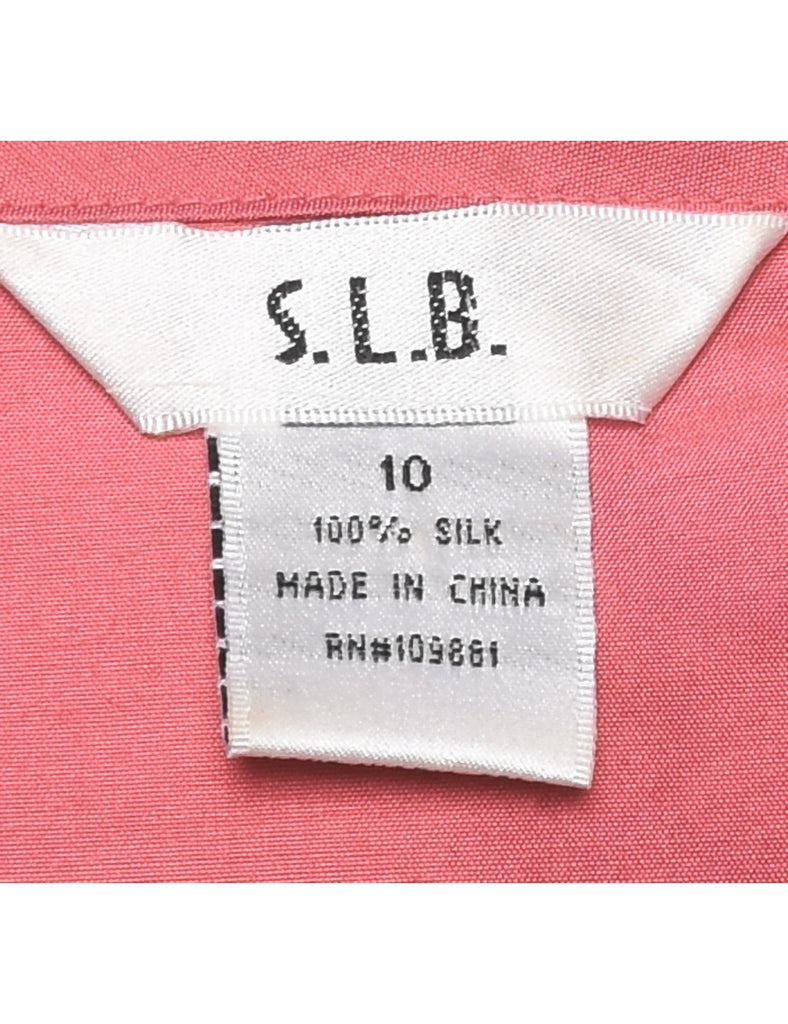 S.L.B.
10
100% SILK
MADE IN CHINA
RN#109881